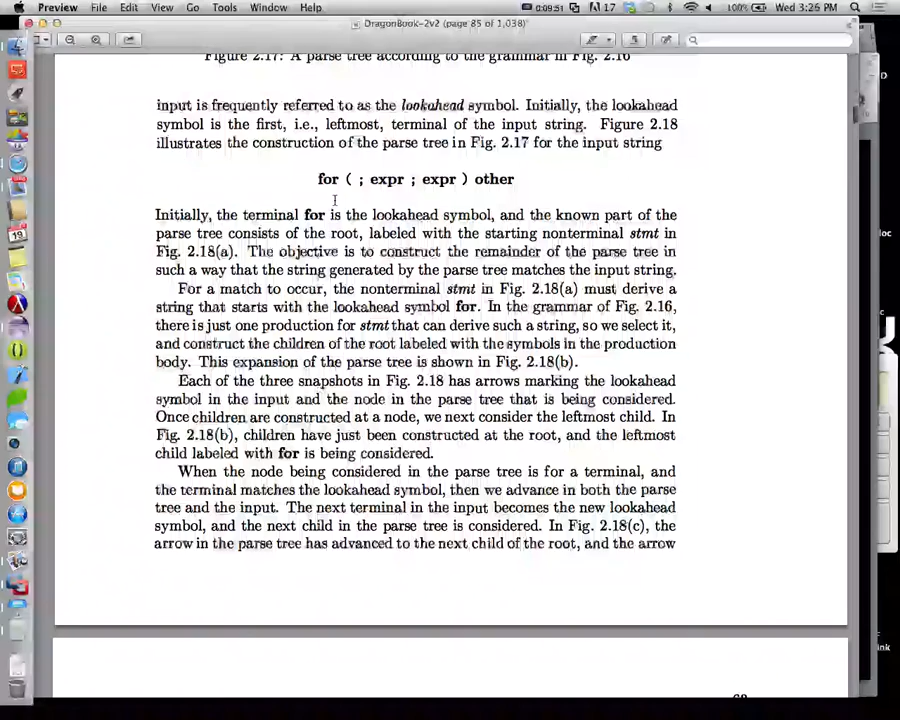 Preview File Edit View Go Tools Window Help 0:09:51 17 100% Wed 3:26 PM
DragonBook-2v2 (page 85 of 1,038)
Figure 2.17: A parse tree according to the grammar in Fig. 2.16
input is frequently referred to as the lookahead symbol. Initially, the lookahead
symbol is the first, i.e., leftmost, terminal of the input string. Figure 2.18
illustrates the construction of the parse tree in Fig. 2.17 for the input string
for ( ; expr ; expr ) other
Initially, the terminal for is the lookahead symbol, and the known part of the
parse tree consists of the root, labeled with the starting nonterminal stmt in
Fig. 2.18(a). The objective is to construct the remainder of the parse tree in
such a way that the string generated by the parse tree matches the input string.
For a match to occur, the nonterminal stmt in Fig. 2.18(a) must derive a
string that starts with the lookahead symbol for. In the grammar of Fig. 2.16,
there is just one production for stmt that can derive such a string, so we select it,
and construct the children of the root labeled with the symbols in the production
body. This expansion of the parse tree is shown in Fig. 2.18(b).
Each of the three snapshots in Fig. 2.18 has arrows marking the lookahead
symbol in the input and the node in the parse tree that is being considered.
Once children are constructed at a node, we next consider the leftmost child. In
Fig. 2.18(b), children have just been constructed at the root, and the leftmost
child labeled with for is being considered.
When the node being considered in the parse tree is for a terminal, and
the terminal matches the lookahead symbol, then we advance in both the parse
tree and the input. The next terminal in the input becomes the new lookahead
symbol, and the next child in the parse tree is considered. In Fig. 2.18(c), the
arrow in the parse tree has advanced to the next child of the root, and the arrow